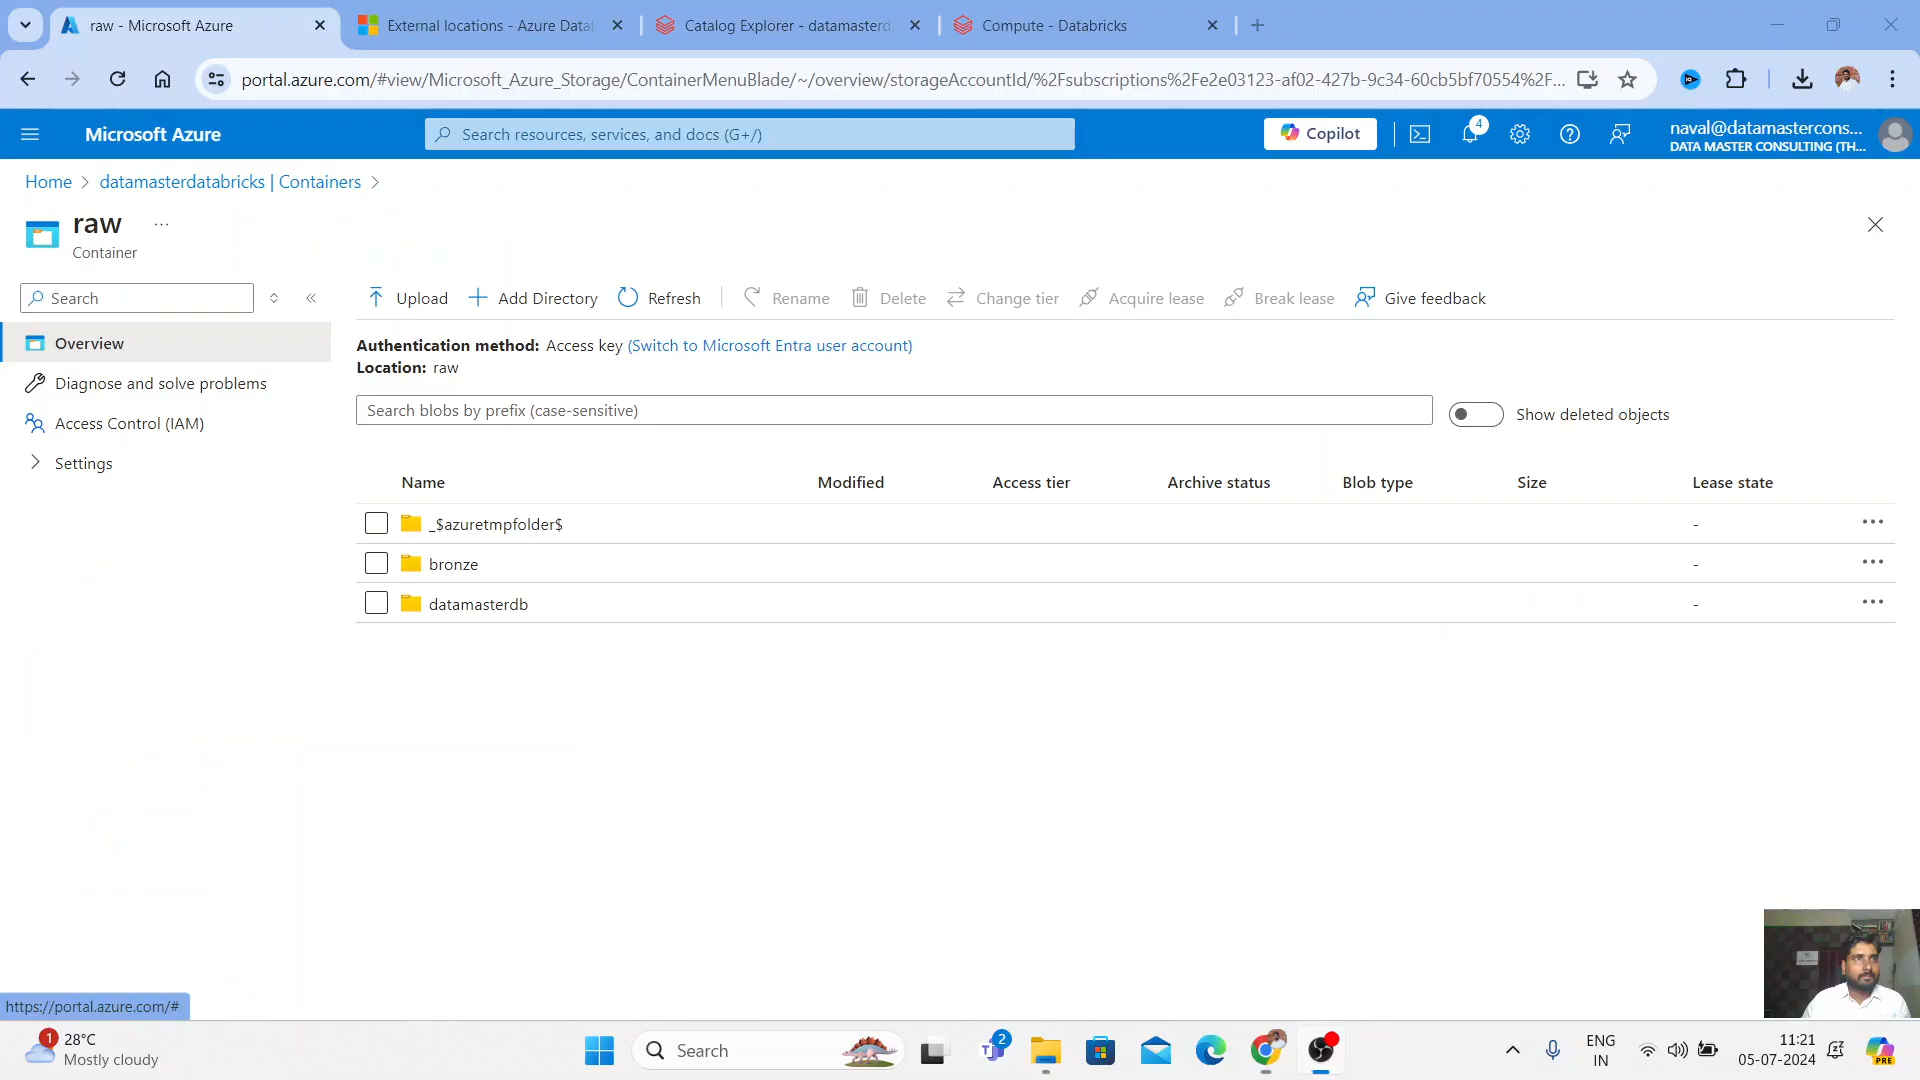 raw - Microsoft Azure
External locations - Azure Data
Catalog Explorer - datamasterd
Compute - Databricks
portal.azure.com/#view/Microsoft_Azure_Storage/ContainerMenuBlade/~/overview/storageAccountId/%2Fsubscriptions%2Fe2e03123-af02-427b-9c34-60cb5bf70554%2F...
Microsoft Azure
Search resources, services, and docs (G+/)
Copilot
4
naval@datamastercons...
DATA MASTER CONSULTING (TH...
Home > datamasterdatabricks | Containers >
raw ...
Container
Search
Upload
Add Directory
Refresh
Rename
Delete
Change tier
Acquire lease
Break lease
Give feedback
Overview
Diagnose and solve problems
Access Control (IAM)
Settings
Authentication method: Access key (Switch to Microsoft Entra user account)
Location: raw
Search blobs by prefix (case-sensitive)
Show deleted objects
Name Modified Access tier Archive status Blob type Size Lease state
_$azuretmpfolder$ -
bronze -
datamasterdb -
https://portal.azure.com/#
1
28°C
Mostly cloudy
Search
2
ENG
IN
11:21
05-07-2024
PRE